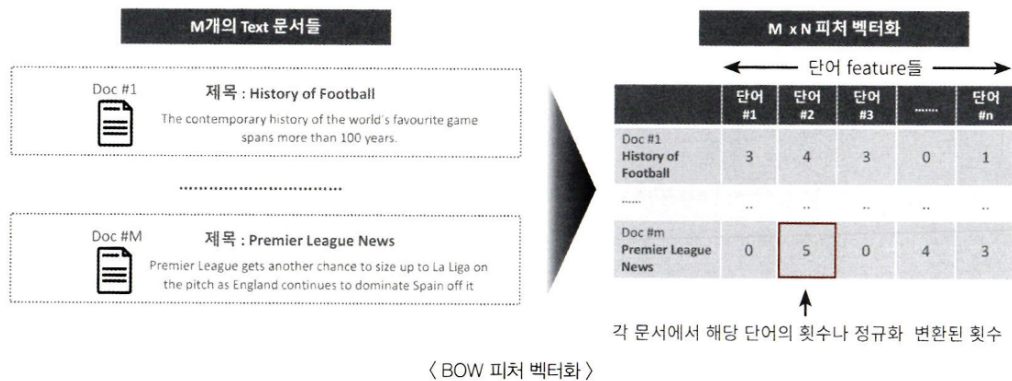 M개의 Text 문서들
Doc #1
제목 : History of Football
The contemporary history of the world's favourite game
spans more than 100 years.
..................................
Doc #M
제목 : Premier League News
Premier League gets another chance to size up to La Liga on
the pitch as England continues to dominate Spain off it
M x N 피처 벡터화
단어 feature들
단어 #1 단어 #2 단어 #3 ....... 단어 #n
Doc #1
History of
Football
3 4 3 0 1
...... .. .. .. .. ..
Doc #m
Premier League
News
0 5 0 4 3
각 문서에서 해당 단어의 횟수나 정규화 변환된 횟수
〈 BOW 피처 벡터화 〉